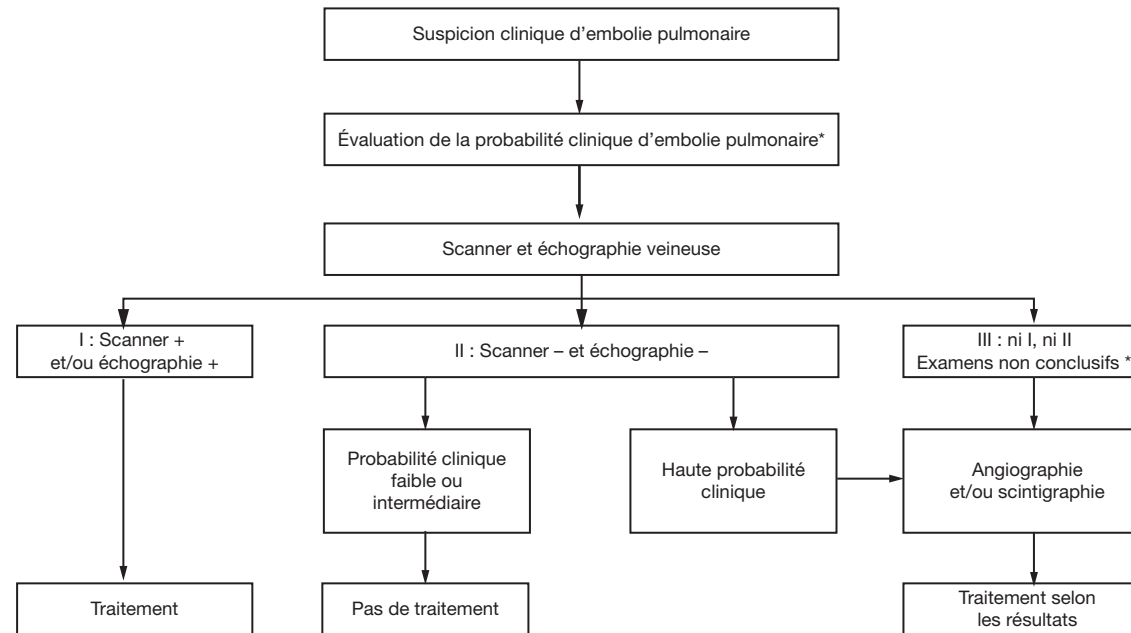 Suspicion clinique d'embolie pulmonaire
Évaluation de la probabilité clinique d'embolie pulmonaire*
Scanner et échographie veineuse
I : Scanner +
et/ou échographie +
II : Scanner – et échographie –
III : ni I, ni II
Examens non conclusifs *
Probabilité clinique
faible ou
intermédiaire
Haute probabilité
clinique
Angiographie
et/ou scintigraphie
Traitement
Pas de traitement
Traitement selon
les résultats